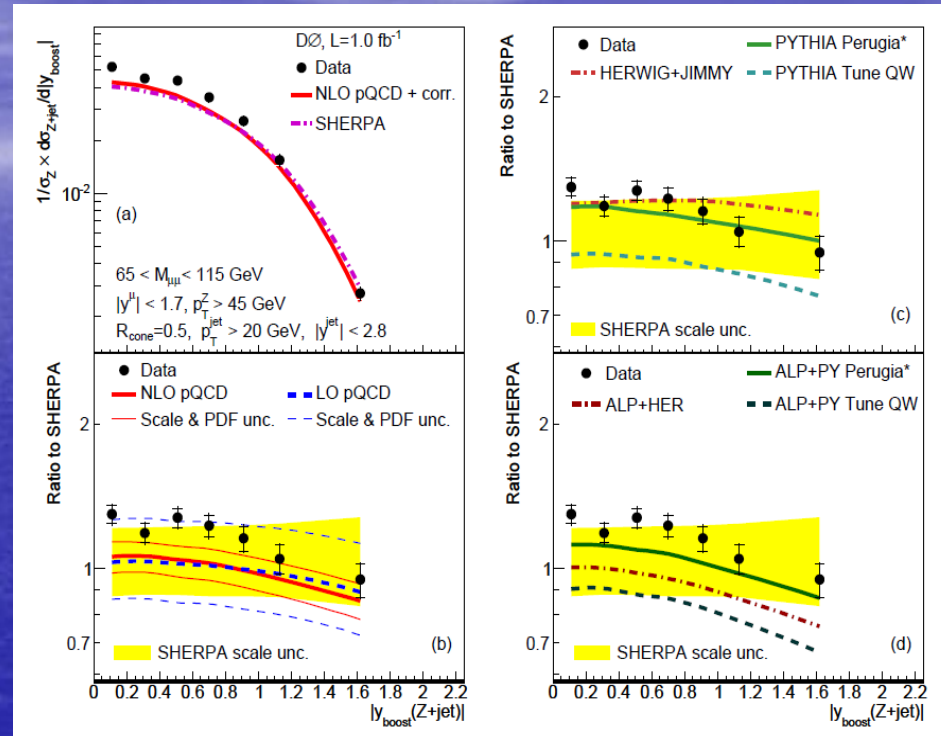 1/σ_Z × dσ_Z+jet/d|y_boost|
10⁻²
DØ, L=1.0 fb⁻¹
Data
NLO pQCD + corr.
SHERPA
(a)
65 < M_μμ < 115 GeV
|y^μ| < 1.7, p_T^Z > 45 GeV
R_cone=0.5, p_T^jet > 20 GeV, |y^jet| < 2.8
Ratio to SHERPA
2
1
0.7
Data
PYTHIA Perugia*
HERWIG+JIMMY
PYTHIA Tune QW
SHERPA scale unc.
(c)
Ratio to SHERPA
2
1
0.7
Data
NLO pQCD
LO pQCD
Scale & PDF unc.
Scale & PDF unc.
SHERPA scale unc.
(b)
0 0.2 0.4 0.6 0.8 1 1.2 1.4 1.6 1.8 2 2.2
|y_boost(Z+jet)|
Ratio to SHERPA
2
1
0.7
Data
ALP+PY Perugia*
ALP+HER
ALP+PY Tune QW
SHERPA scale unc.
(d)
0 0.2 0.4 0.6 0.8 1 1.2 1.4 1.6 1.8 2 2.2
|y_boost(Z+jet)|